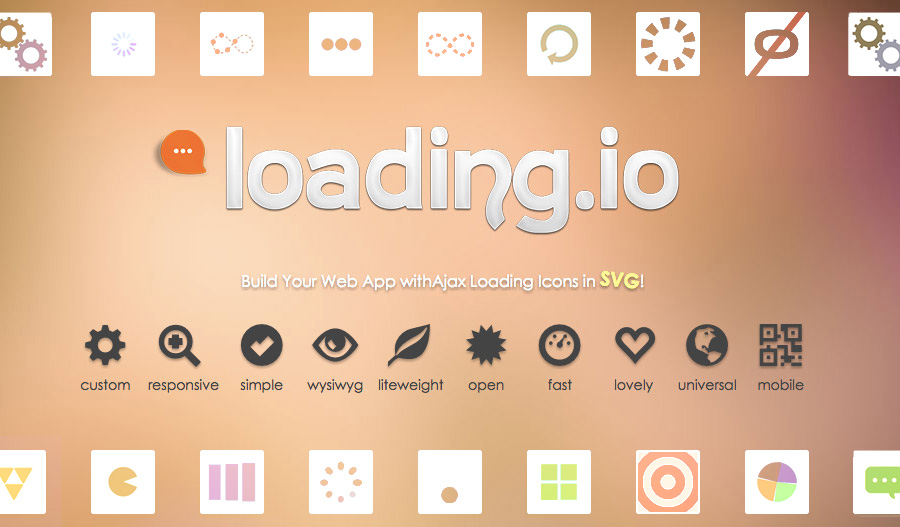 loading.io
Build Your Web App withAjax Loading Icons in SVG!
custom responsive simple wysiwyg liteweight open fast lovely universal mobile